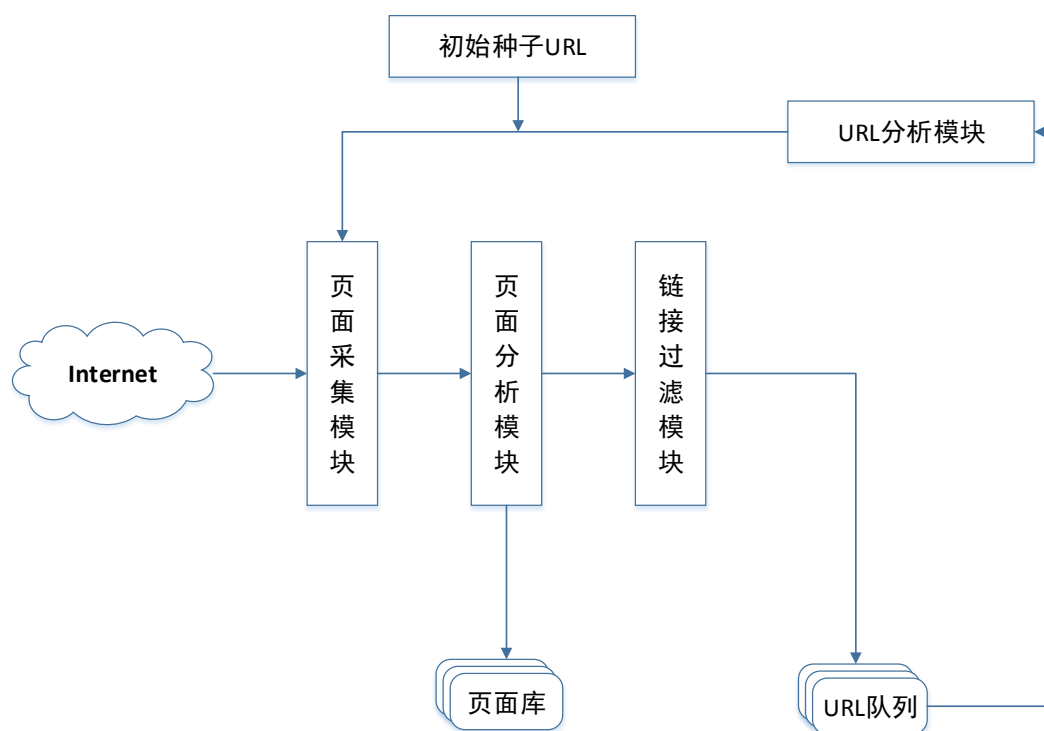 初始种子URL
URL分析模块
页面采集模块
页面分析模块
链接过滤模块
Internet
页面库
URL队列